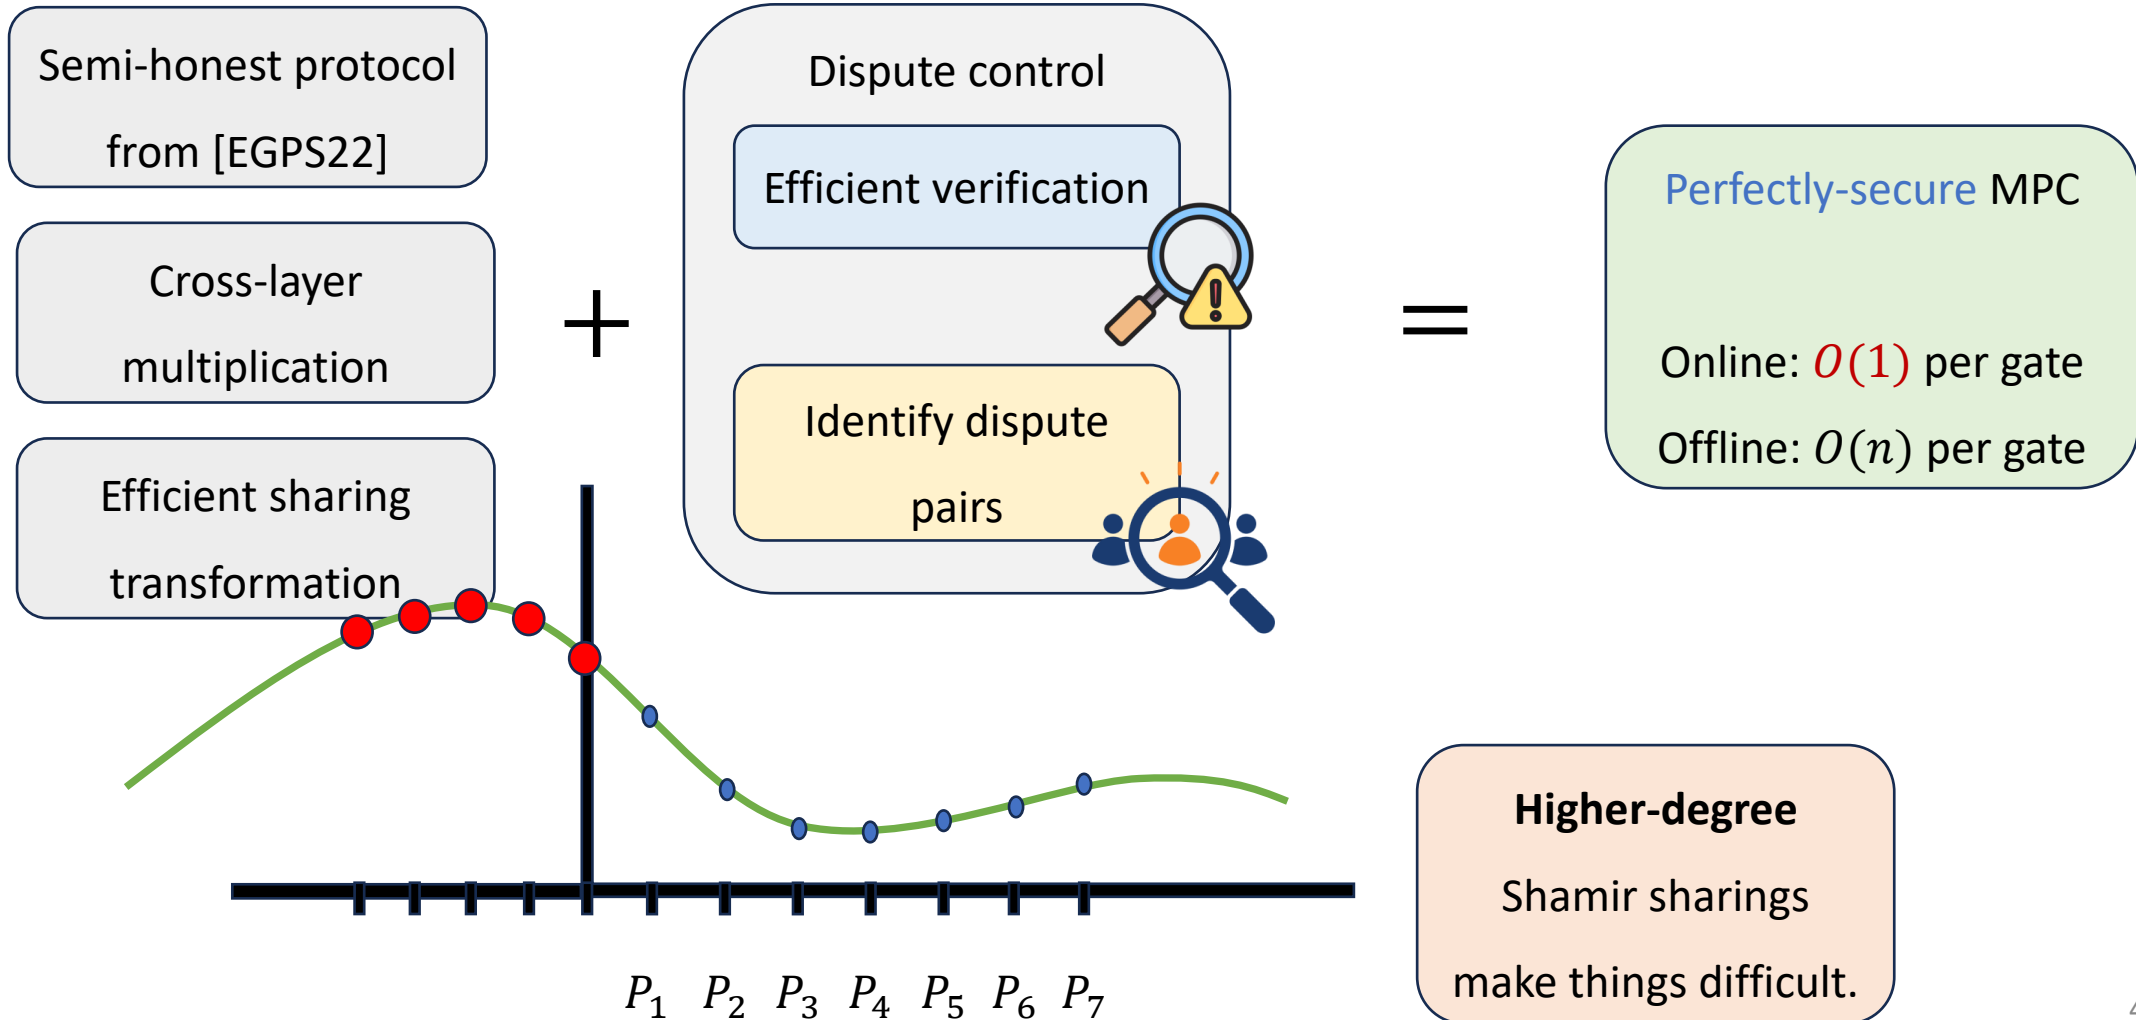 Semi-honest protocol
from [EGPS22]
Cross-layer
multiplication
Efficient sharing
transformation
+
Dispute control
Efficient verification
Identify dispute
pairs
=
Perfectly-secure MPC
Online: O(1) per gate
Offline: O(n) per gate
P₁ P₂ P₃ P₄ P₅ P₆ P₇
Higher-degree
Shamir sharings
make things difficult.